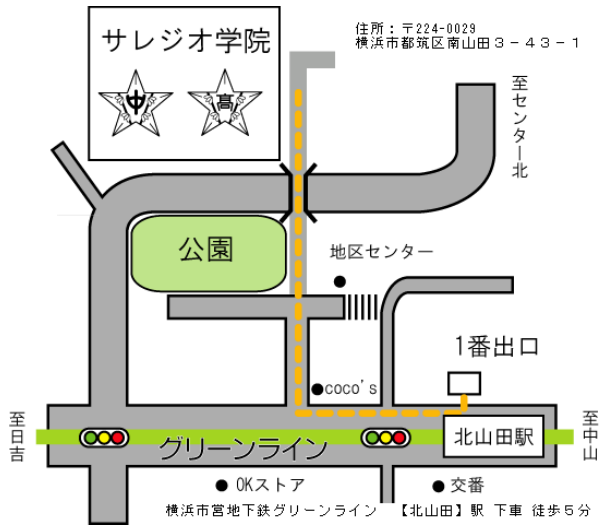 サレジオ学院
中
高
住所：〒224-0029
横浜市都筑区南山田３－４３－１
至センター北
公園
地区センター
1番出口
coco's
至日吉
グリーンライン
北山田駅
至中山
OKストア
交番
横浜市営地下鉄グリーンライン 【北山田】駅 下車 徒歩５分